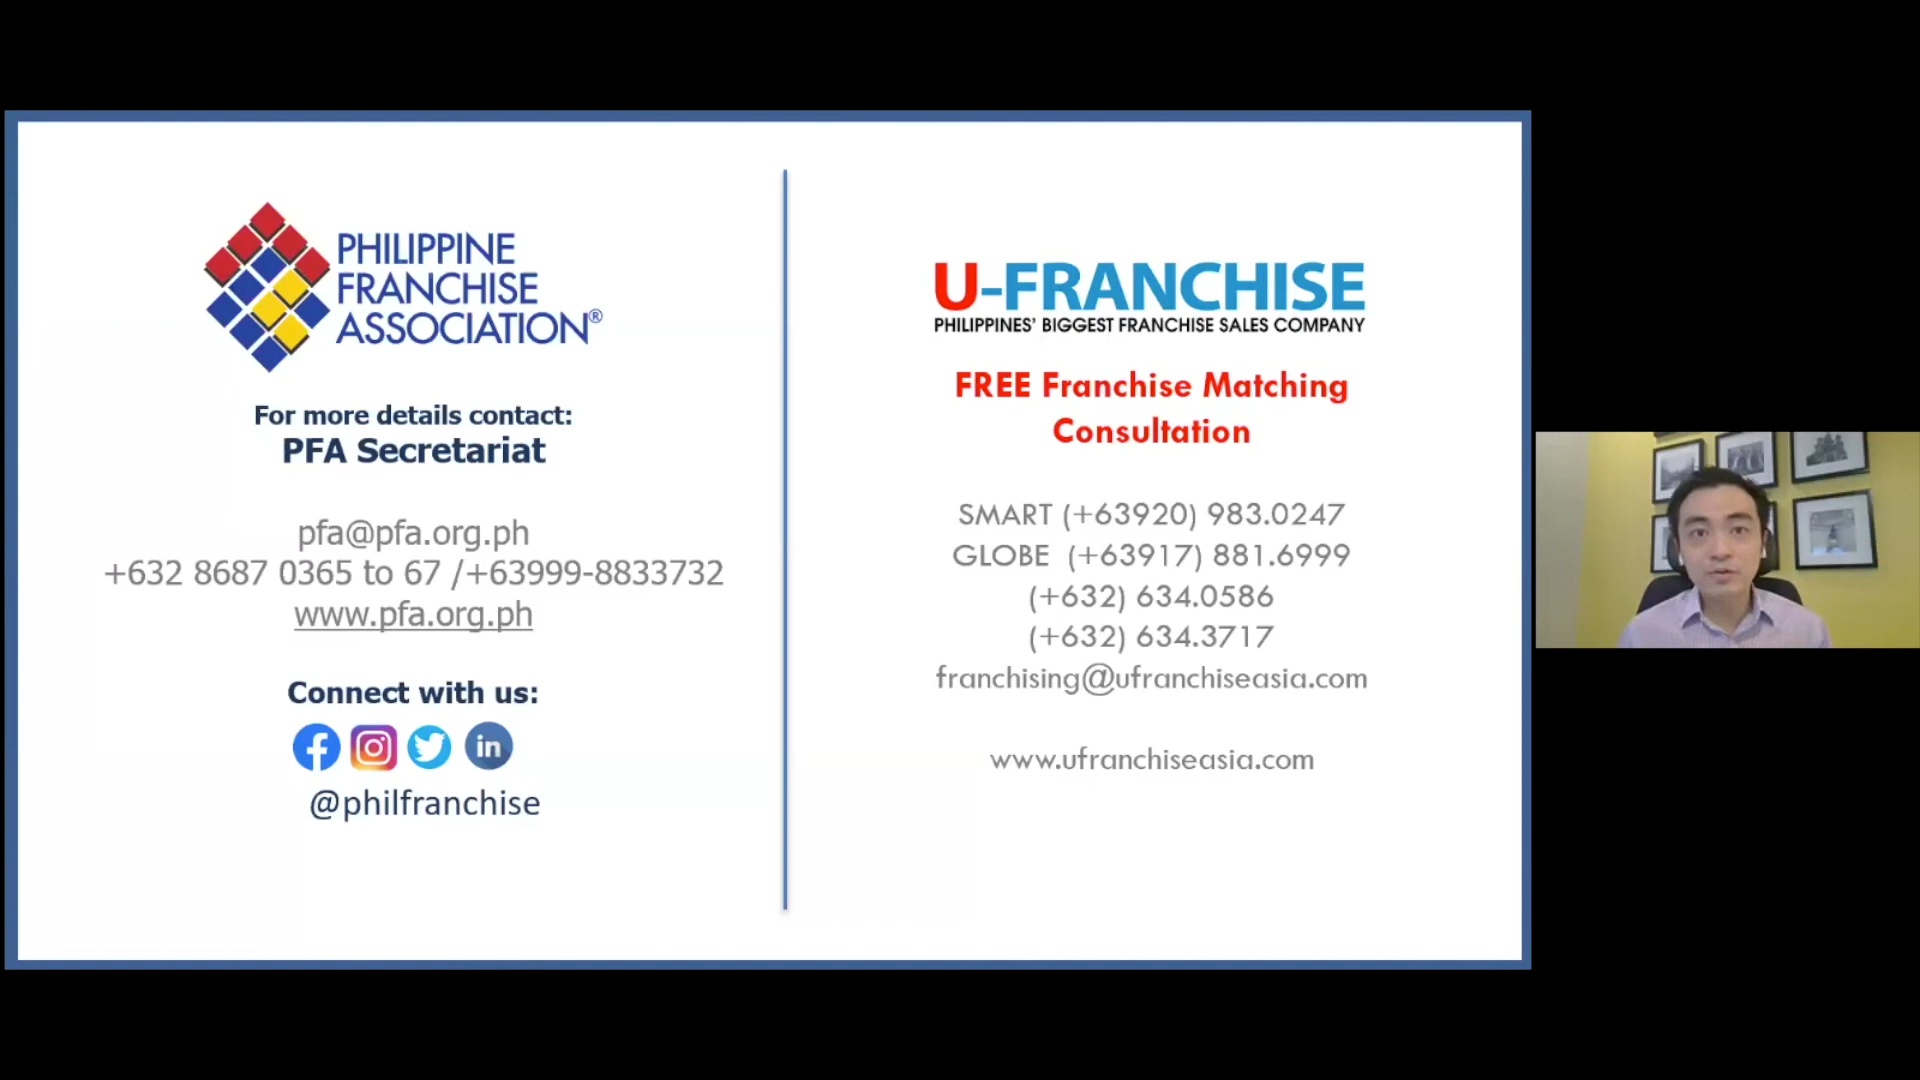 PHILIPPINE
FRANCHISE
ASSOCIATION®
For more details contact:
PFA Secretariat
pfa@pfa.org.ph
+632 8687 0365 to 67 /+63999-8833732
www.pfa.org.ph
Connect with us:
@philfranchise
U-FRANCHISE
PHILIPPINES' BIGGEST FRANCHISE SALES COMPANY
FREE Franchise Matching
Consultation
SMART (+63920) 983.0247
GLOBE (+63917) 881.6999
(+632) 634.0586
(+632) 634.3717
franchising@ufranchiseasia.com
www.ufranchiseasia.com